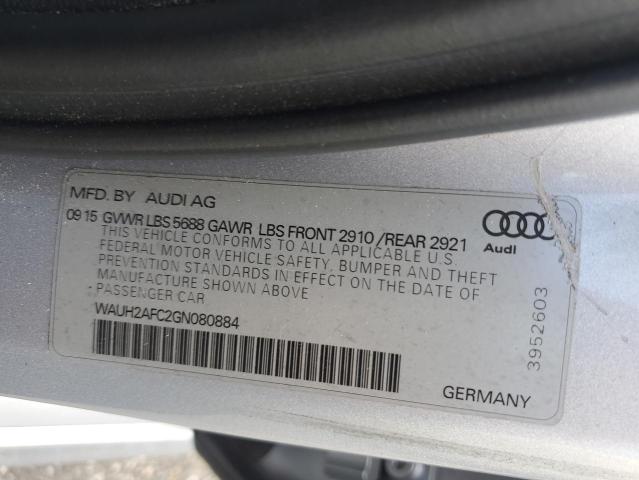 MFD. BY AUDI AG
09 15 GVWR LBS 5688 GAWR LBS FRONT 2910 / REAR 2921
THIS VEHICLE CONFORMS TO ALL APPLICABLE U.S.
FEDERAL MOTOR VEHICLE SAFETY, BUMPER AND THEFT
PREVENTION STANDARDS IN EFFECT ON THE DATE OF
MANUFACTURE SHOWN ABOVE
-PASSENGER CAR
WAUH2AFC2GN080884
Audi
3952603
GERMANY